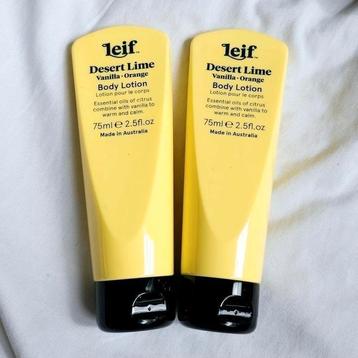 Leif™
Desert Lime
Vanilla · Orange
Body Lotion
Lotion pour le corps
Essential oils of citrus
combine with vanilla to
warm and calm.
75ml ℮ 2.5fl.oz
Made in Australia
Leif™
Desert Lime
Vanilla · Orange
Body Lotion
Lotion pour le corps
Essential oils of citrus
combine with vanilla to
warm and calm.
75ml ℮ 2.5fl.oz
Made in Australia